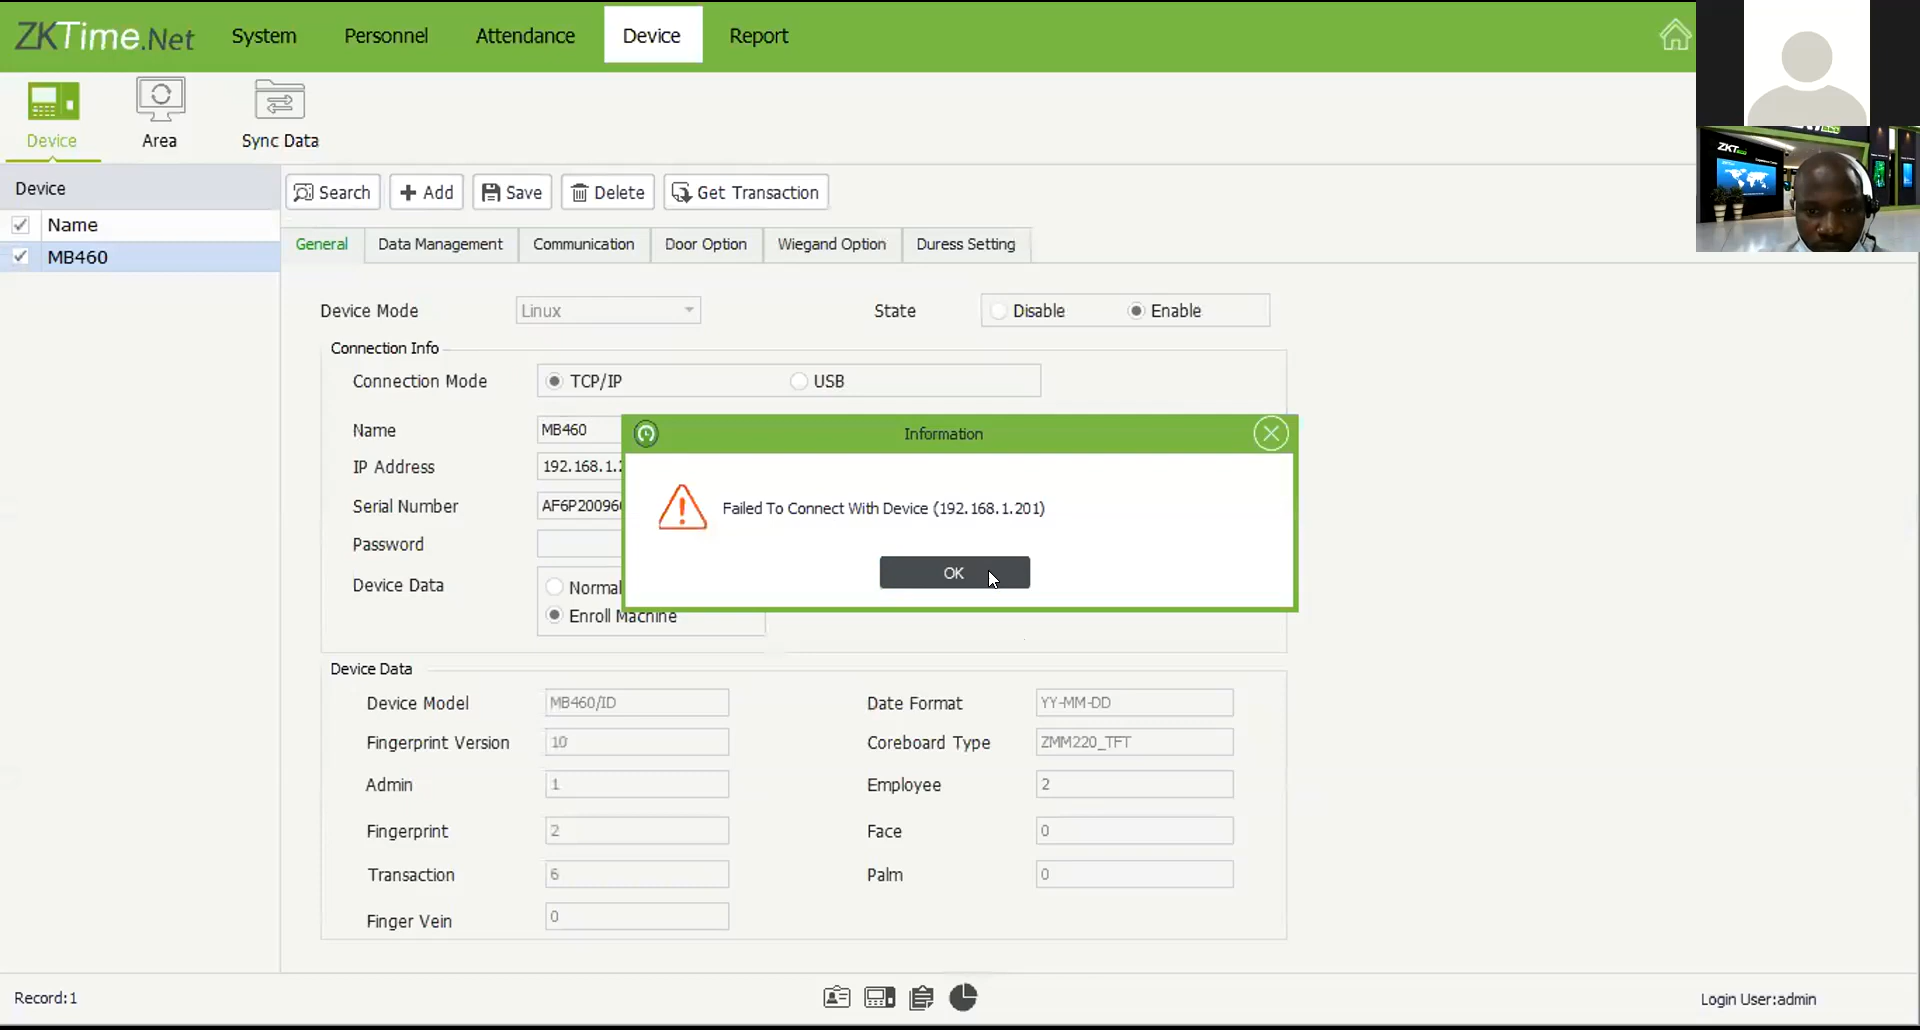 ZKTime.Net System Personnel Attendance Device Report
Device Area Sync Data
ZKT
Device
Search Add Save Delete Get Transaction
Name
MB460
General Data Management Communication Door Option Wiegand Option Duress Setting
Device Mode Linux State Disable Enable
Connection Info
Connection Mode TCP/IP USB
Information
Name MB460
IP Address 192.168.1.
Failed To Connect With Device (192.168.1.201)
Serial Number AF6P20096
Password
OK
Device Data Normal
Enroll Machine
Device Data
Device Model MB460/ID Date Format YY-MM-DD
Fingerprint Version 10 Coreboard Type ZMM220_TFT
Admin 1 Employee 2
Fingerprint 2 Face 0
Transaction 6 Palm 0
Finger Vein 0
Record:1 Login User:admin